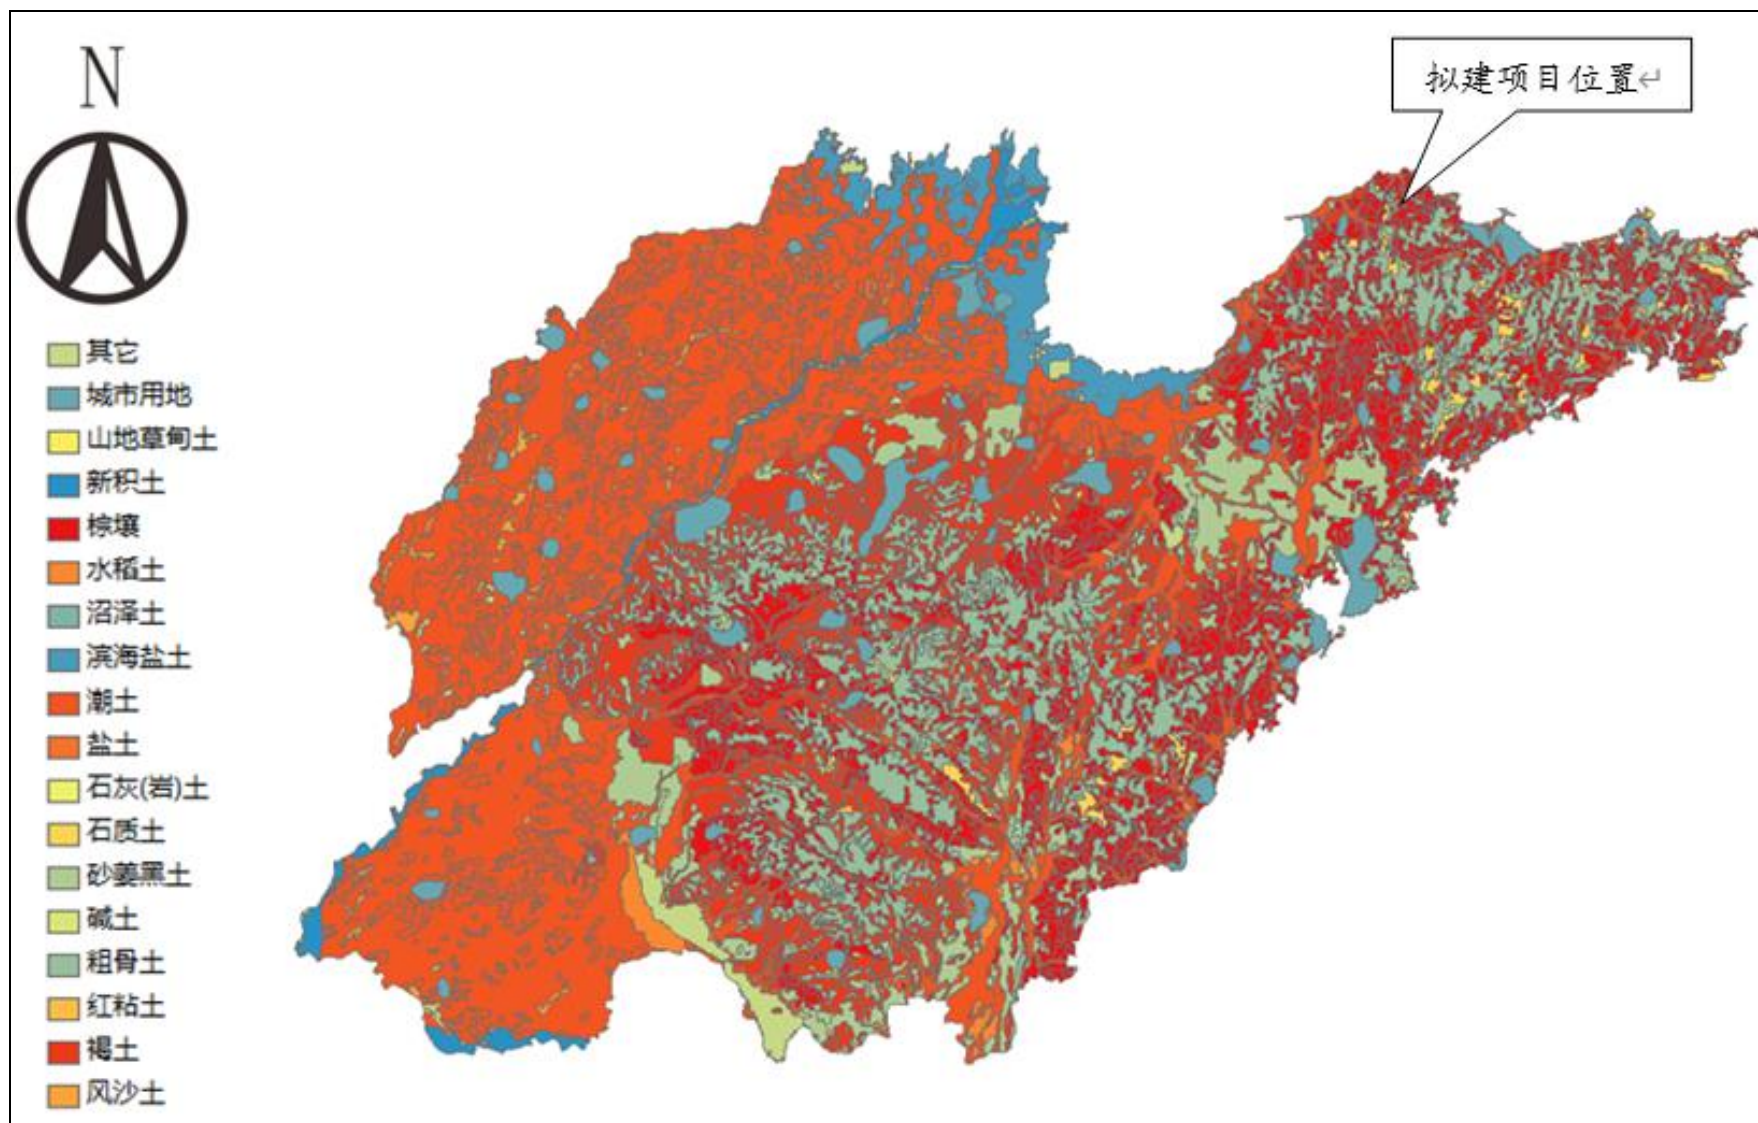 N
拟建项目位置↵
其它
城市用地
山地草甸土
新积土
棕壤
水稻土
沼泽土
滨海盐土
潮土
盐土
石灰(岩)土
石质土
砂姜黑土
碱土
粗骨土
红粘土
褐土
风沙土